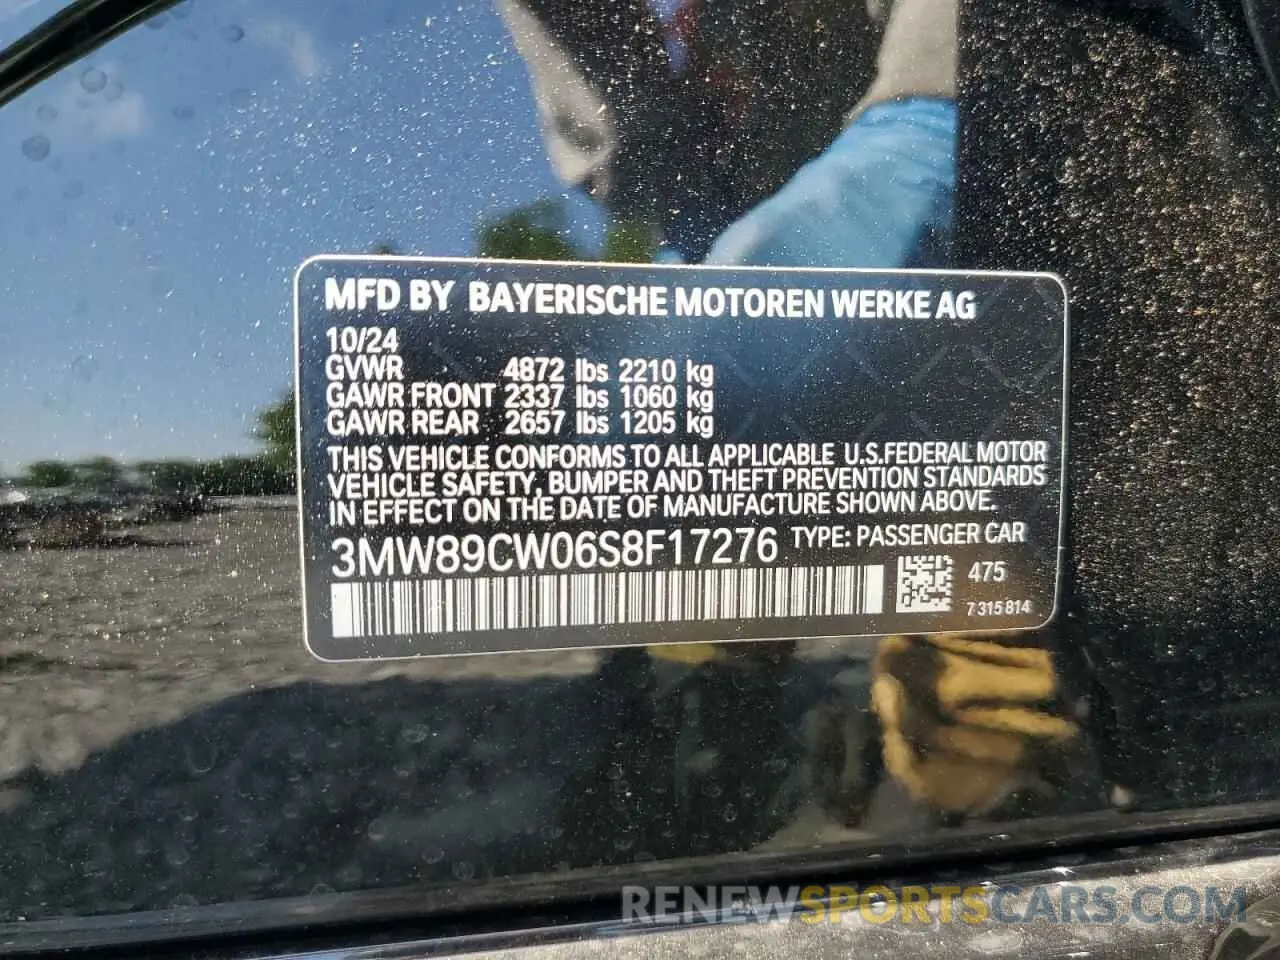 MFD BY BAYERISCHE MOTOREN WERKE AG
10/24
GVWR 4872 lbs 2210 kg
GAWR FRONT 2337 lbs 1060 kg
GAWR REAR 2657 lbs 1205 kg
THIS VEHICLE CONFORMS TO ALL APPLICABLE U.S.FEDERAL MOTOR
VEHICLE SAFETY, BUMPER AND THEFT PREVENTION STANDARDS
IN EFFECT ON THE DATE OF MANUFACTURE SHOWN ABOVE.
3MW89CW06S8F17276 TYPE: PASSENGER CAR
475
7 315 814
RENEWSPORTSCARS.COM